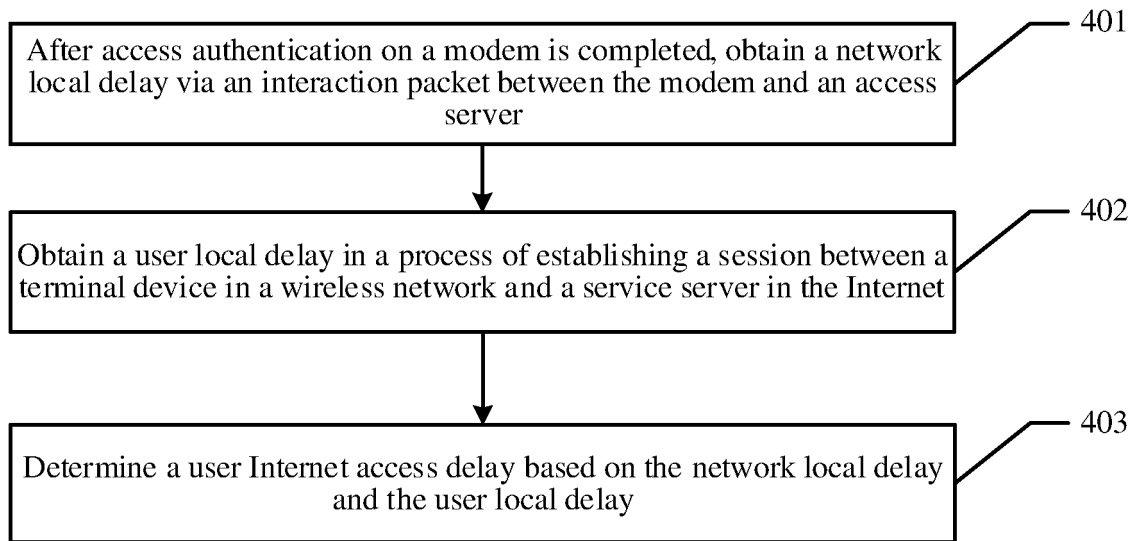 401
After access authentication on a modem is completed, obtain a network
local delay via an interaction packet between the modem and an access
server
402
Obtain a user local delay in a process of establishing a session between a
terminal device in a wireless network and a service server in the Internet
403
Determine a user Internet access delay based on the network local delay
and the user local delay